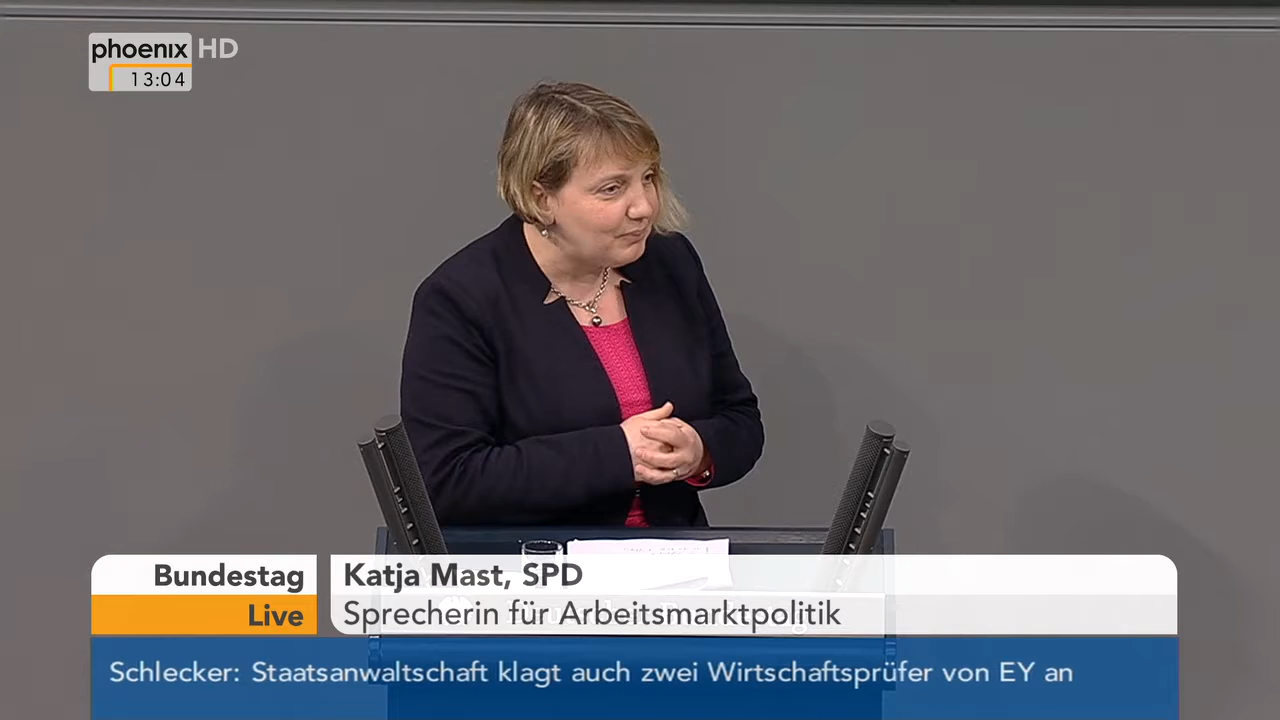 phoenix HD
13:04
Bundestag
Live
Katja Mast, SPD
Sprecherin für Arbeitsmarktpolitik
Schlecker: Staatsanwaltschaft klagt auch zwei Wirtschaftsprüfer von EY an